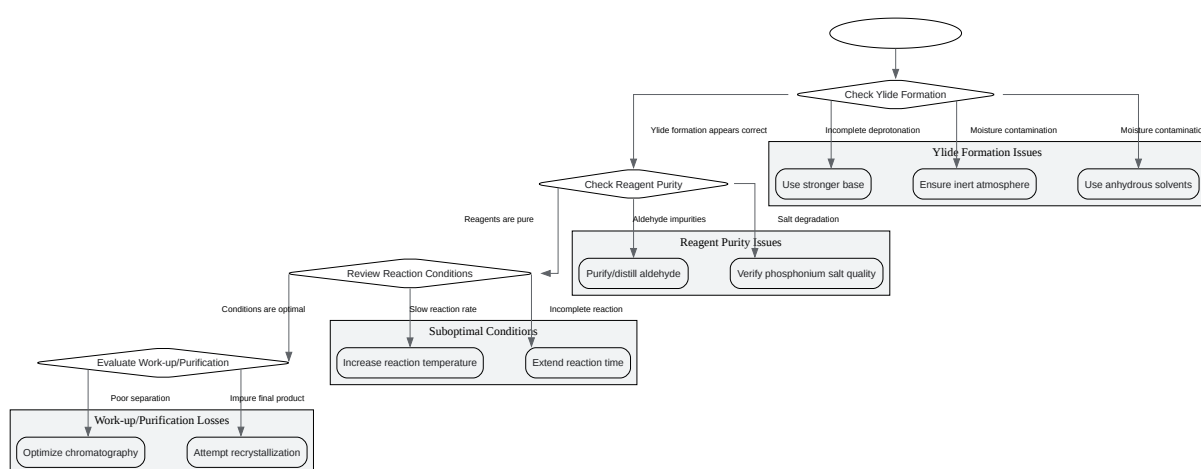 Check Ylide Formation
Ylide formation appears correct
Incomplete deprotonation
Moisture contamination
Moisture contaminatio
Ylide Formation Issues
Use stronger base
Ensure inert atmosphere
Use anhydrous solvents
Check Reagent Purity
Reagents are pure
Aldehyde impurities
Salt degradation
Reagent Purity Issues
Purify/distill aldehyde
Verify phosphonium salt quality
Review Reaction Conditions
Conditions are optimal
Slow reaction rate
Incomplete reaction
Suboptimal Conditions
Increase reaction temperature
Extend reaction time
Evaluate Work-up/Purification
Poor separation
Impure final product
Work-up/Purification Losses
Optimize chromatography
Attempt recrystallization